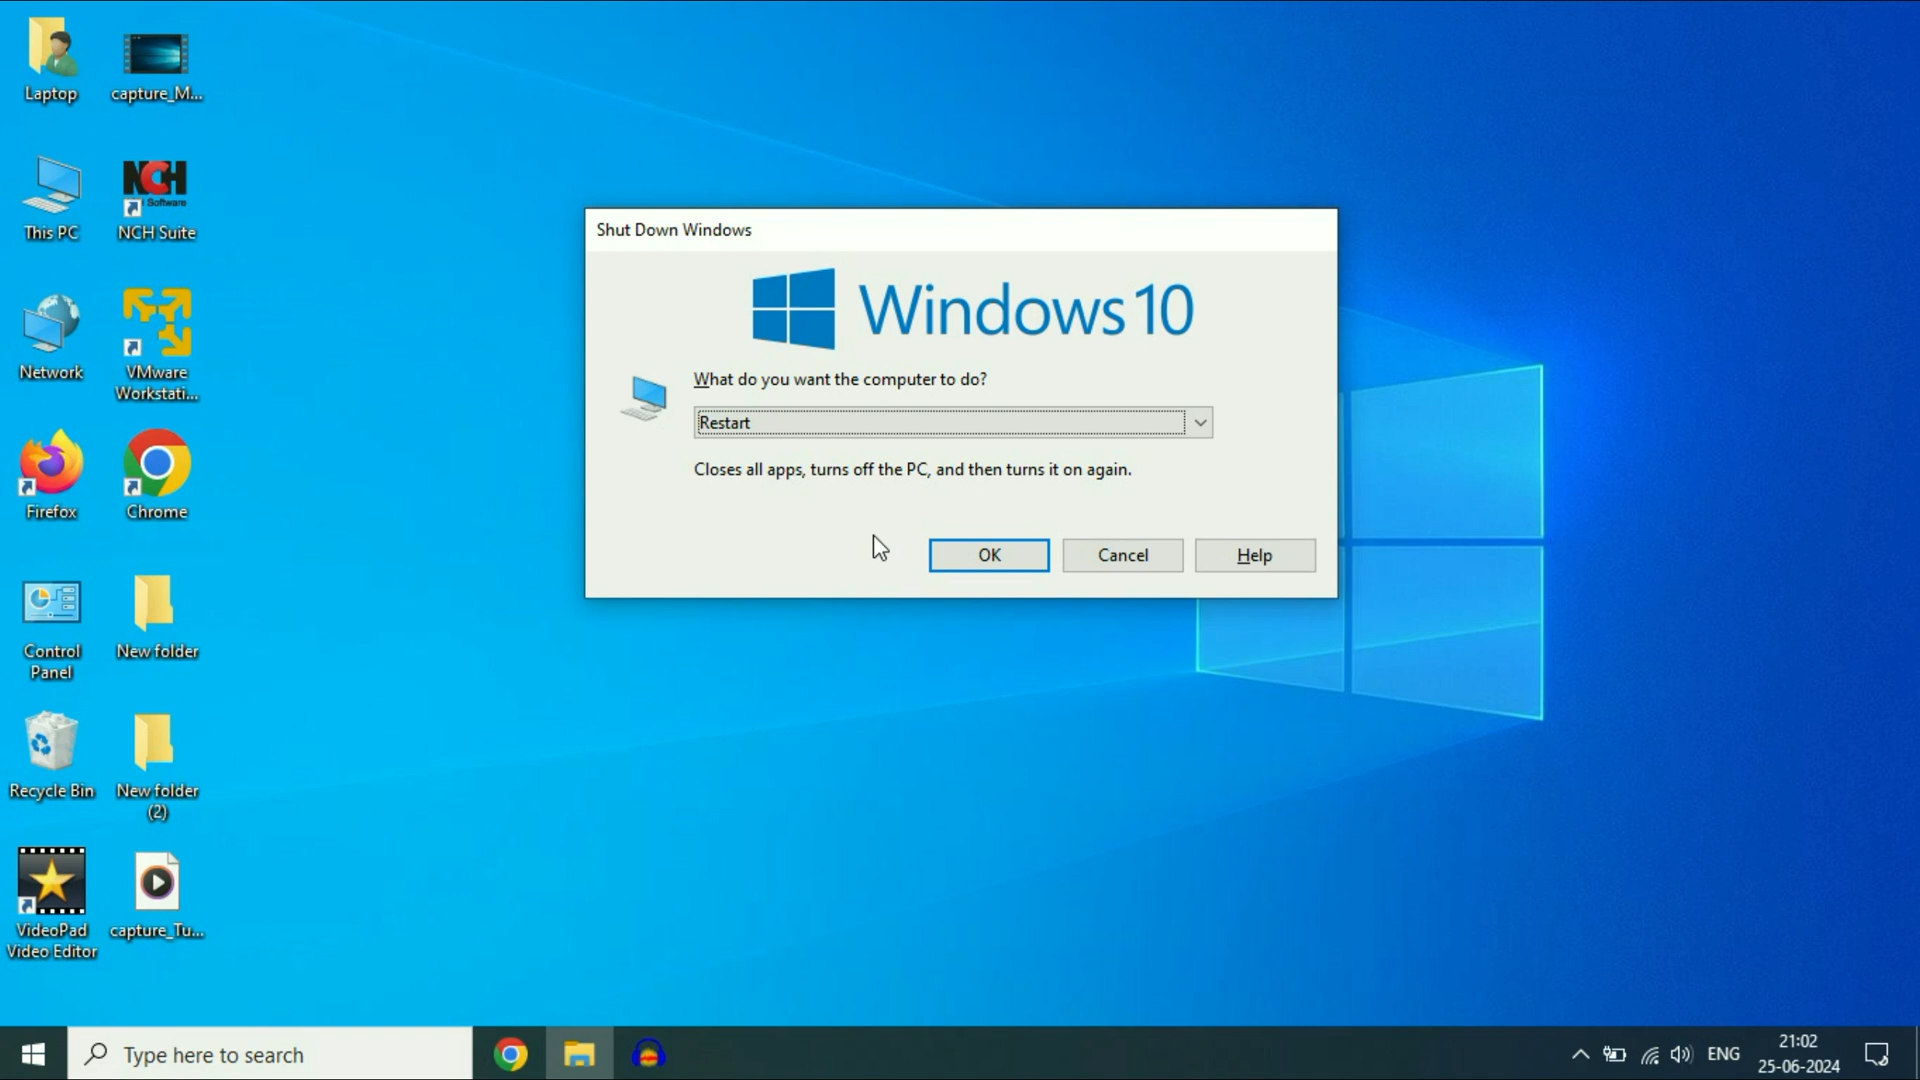 Laptop
capture_M...
This PC
NCH
Software
NCH Suite
Network
VMware
Workstati...
Firefox
Chrome
Control
Panel
New folder
Recycle Bin
New folder
(2)
VideoPad
Video Editor
capture_Tu...
Shut Down Windows
Windows 10
What do you want the computer to do?
Restart
Closes all apps, turns off the PC, and then turns it on again.
OK
Cancel
Help
Type here to search
ENG
21:02
25-06-2024